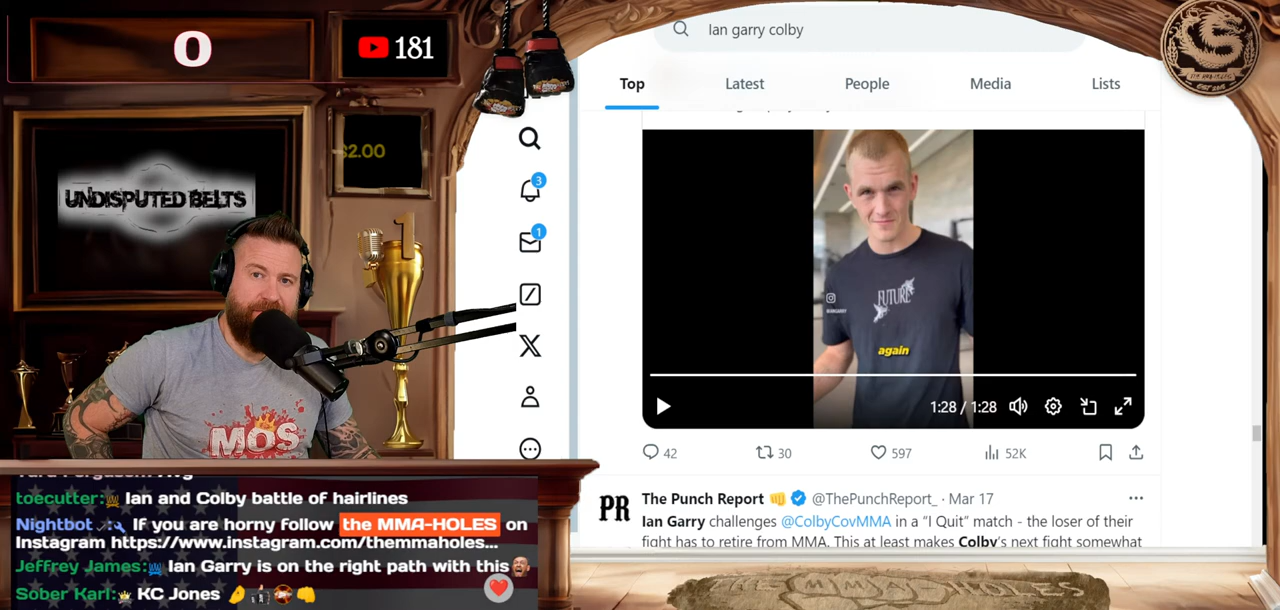 0
181
$2.00
UNDISPUTED BELTS
MOS
Ian garry colby
Top
Latest
People
Media
Lists
3
1
FUTURE
again
1:28 / 1:28
42
30
597
52K
PR
The Punch Report 👊 @ThePunchReport_ · Mar 17
Ian Garry challenges @ColbyCovMMA in a “I Quit” match - the loser of their
fight has to retire from MMA. This at least makes Colby's next fight somewhat
toecutter: Ian and Colby battle of hairlines
Nightbot : If you are horny follow the MMA-HOLES on
Instagram https://www.instagram.com/themmaholes...
Jeffrey James: Ian Garry is on the right path with this
Sober Karl: KC Jones
THE MMA-HOLES